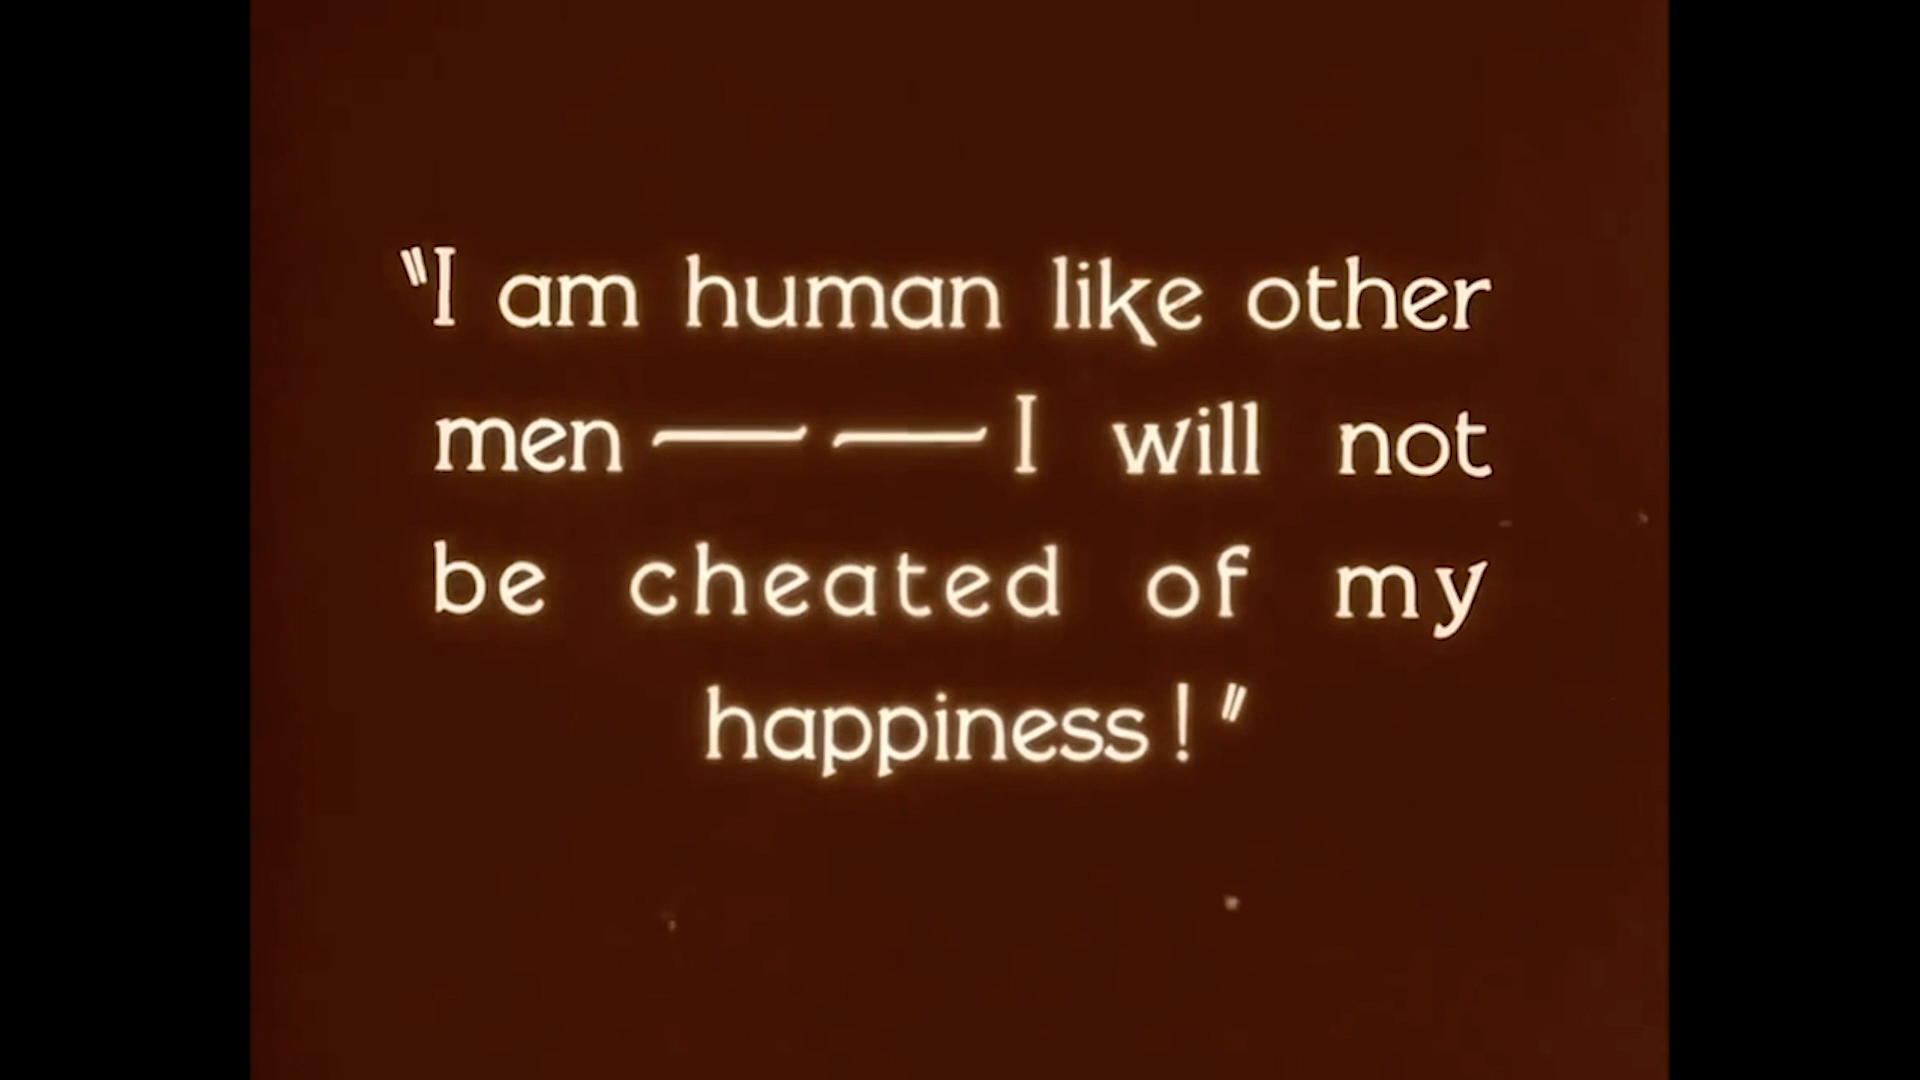 "I am human like other
men — — I will not
be cheated of my
happiness!"